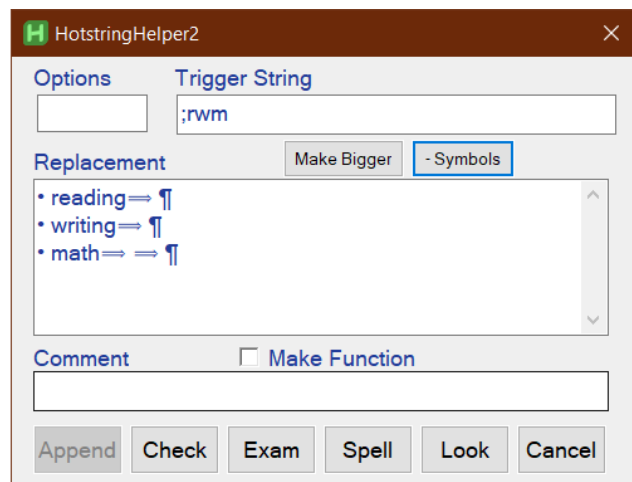 HotstringHelper2
Options Trigger String
;rwm
Replacement Make Bigger - Symbols
• reading⟹ ¶
• writing⟹ ¶
• math⟹ ⟹ ¶
Comment Make Function
Append Check Exam Spell Look Cancel